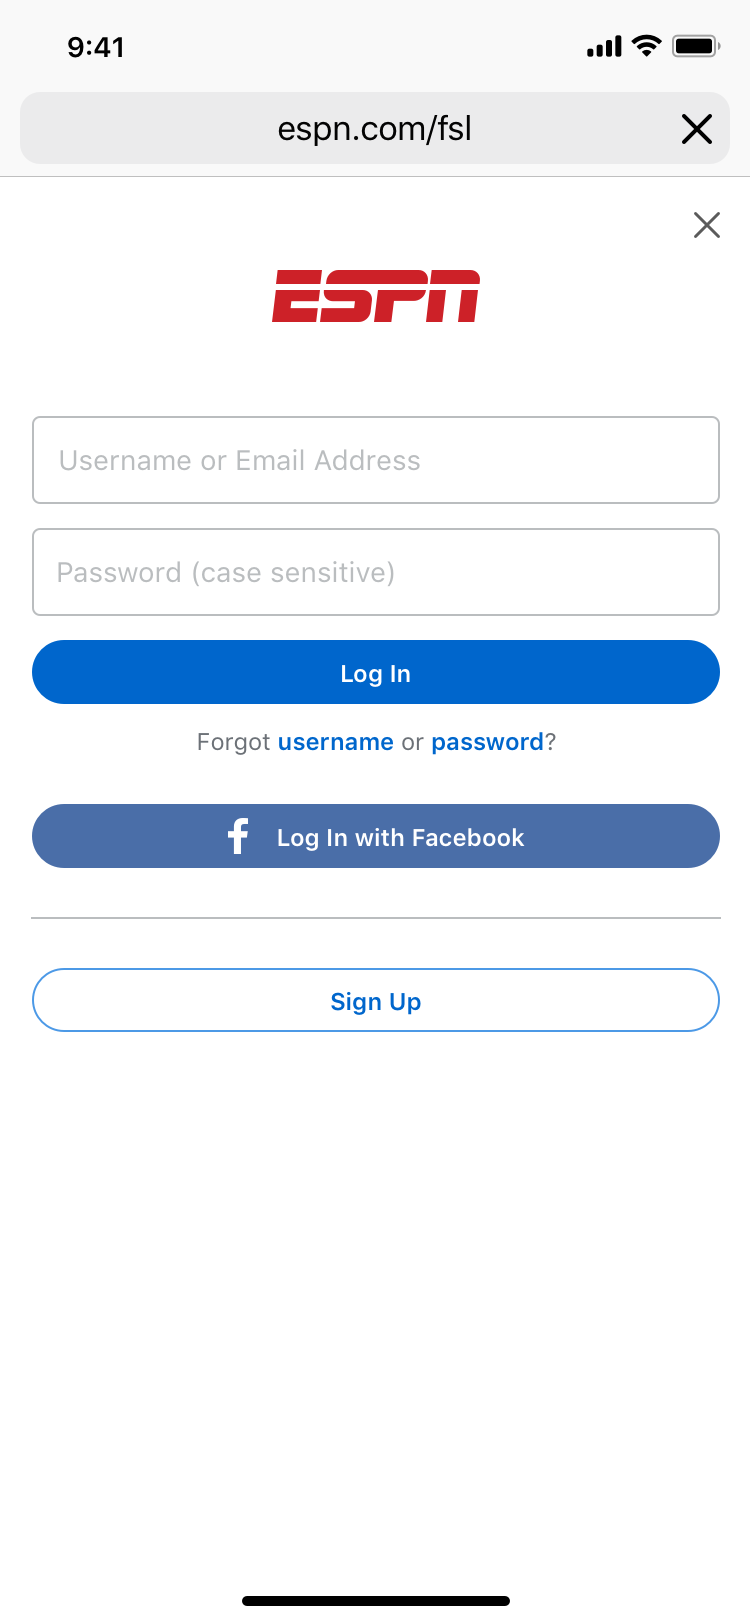 9:41
espn.com/fsl
ESPN
Username or Email Address
Password (case sensitive)
Log In
Forgot username or password?
f Log In with Facebook
Sign Up